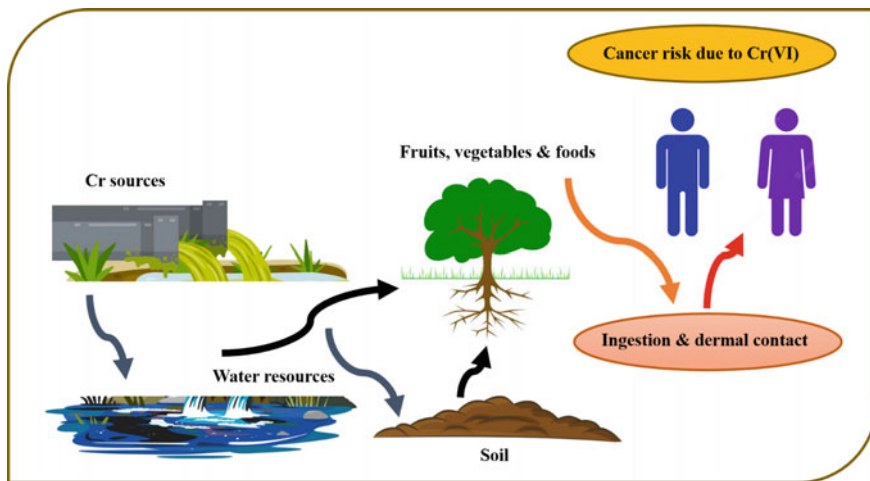 Cancer risk due to Cr(VI)
Fruits, vegetables & foods
Cr sources
Ingestion & dermal contact
Water resources
Soil